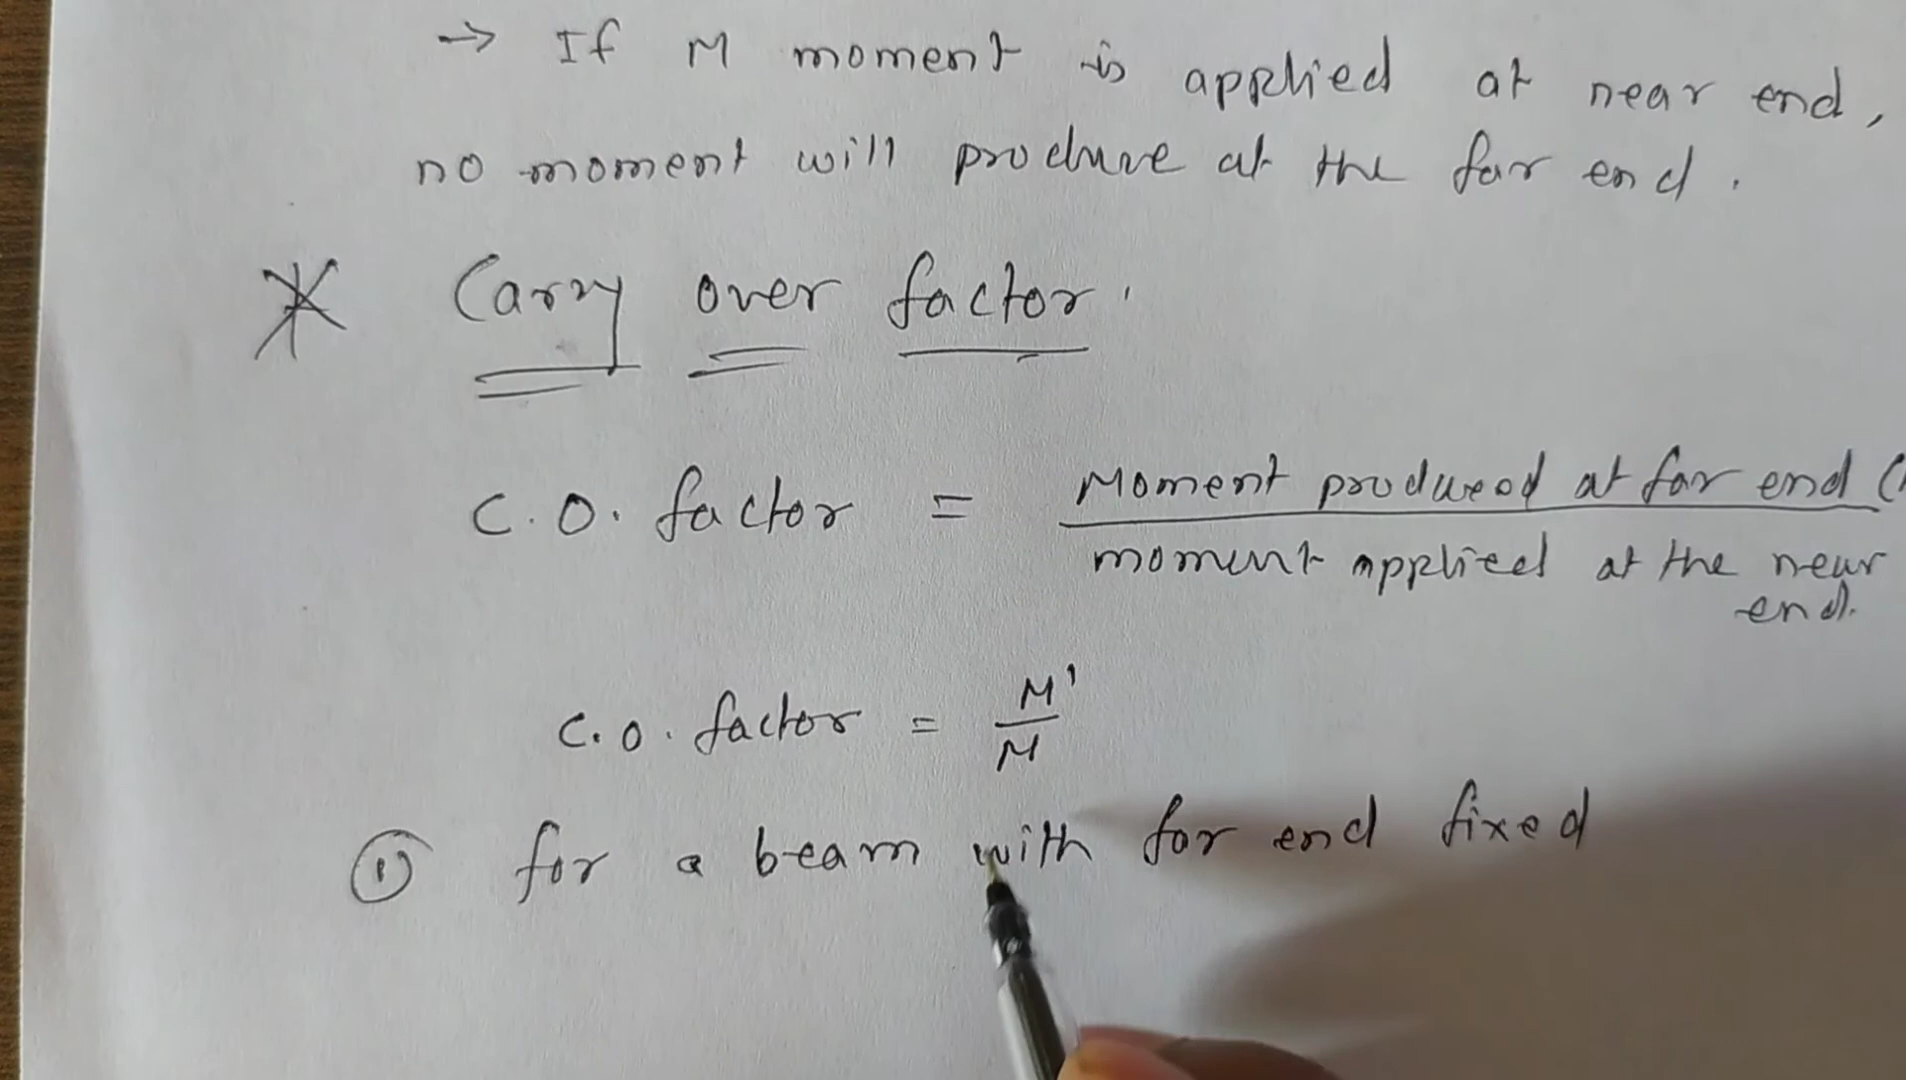 → If M moment is applied at near end,
no moment will produce at the far end.
* Carry over factor.
C.O. factor = Moment produced at far end (
moment applied at the near
end.
C.O. factor = M'
M
① for a beam with far end fixed